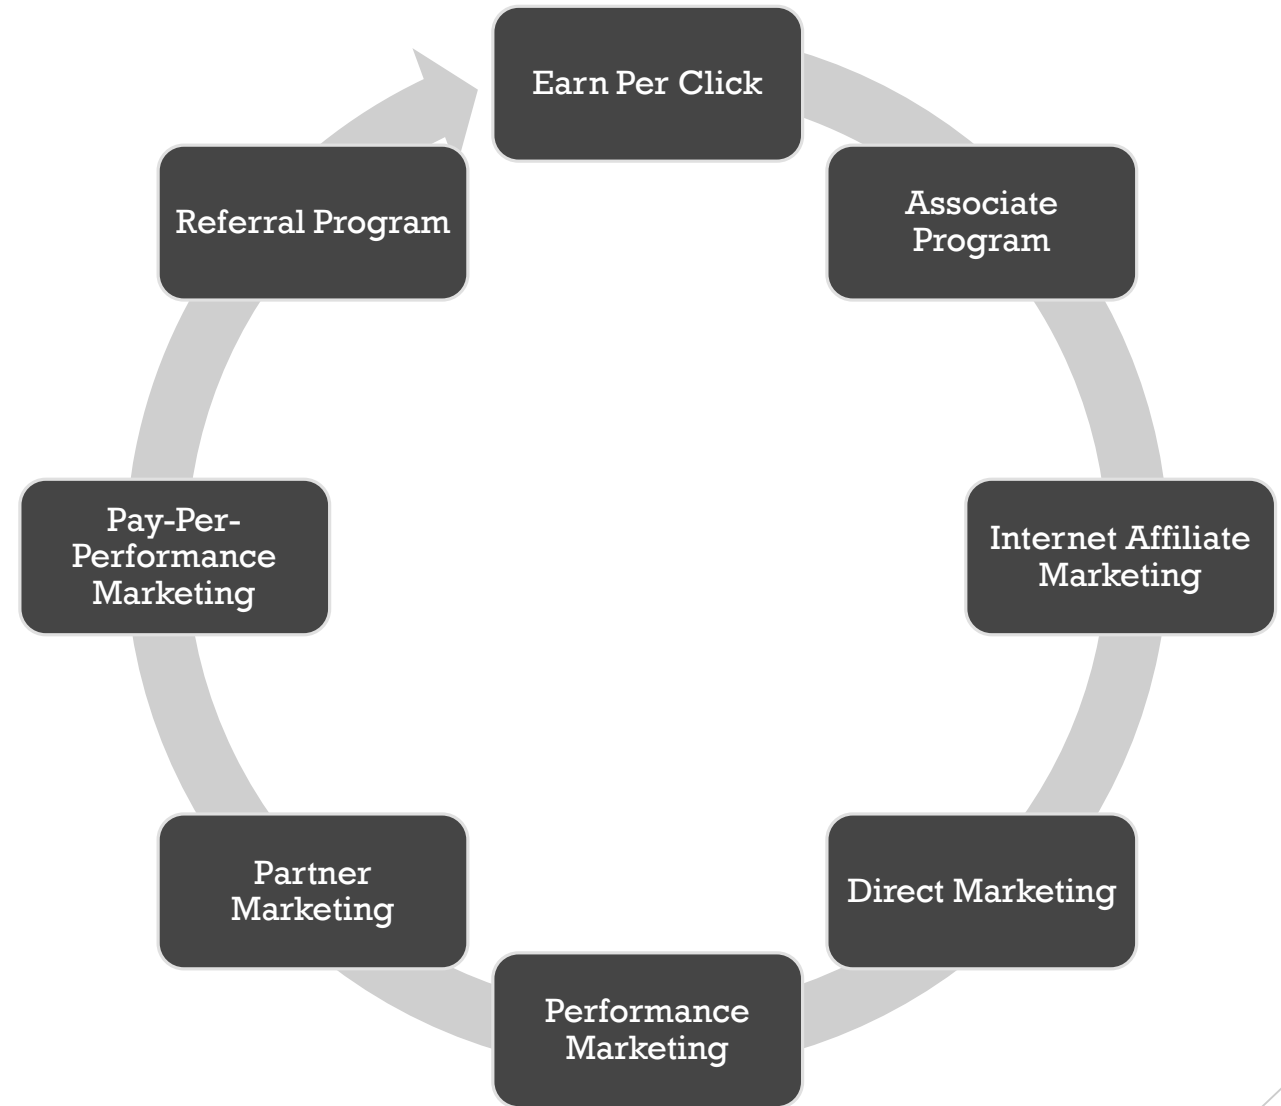 Earn Per Click
Associate
Program
Internet Affiliate
Marketing
Direct Marketing
Performance
Marketing
Partner
Marketing
Pay-Per-
Performance
Marketing
Referral Program